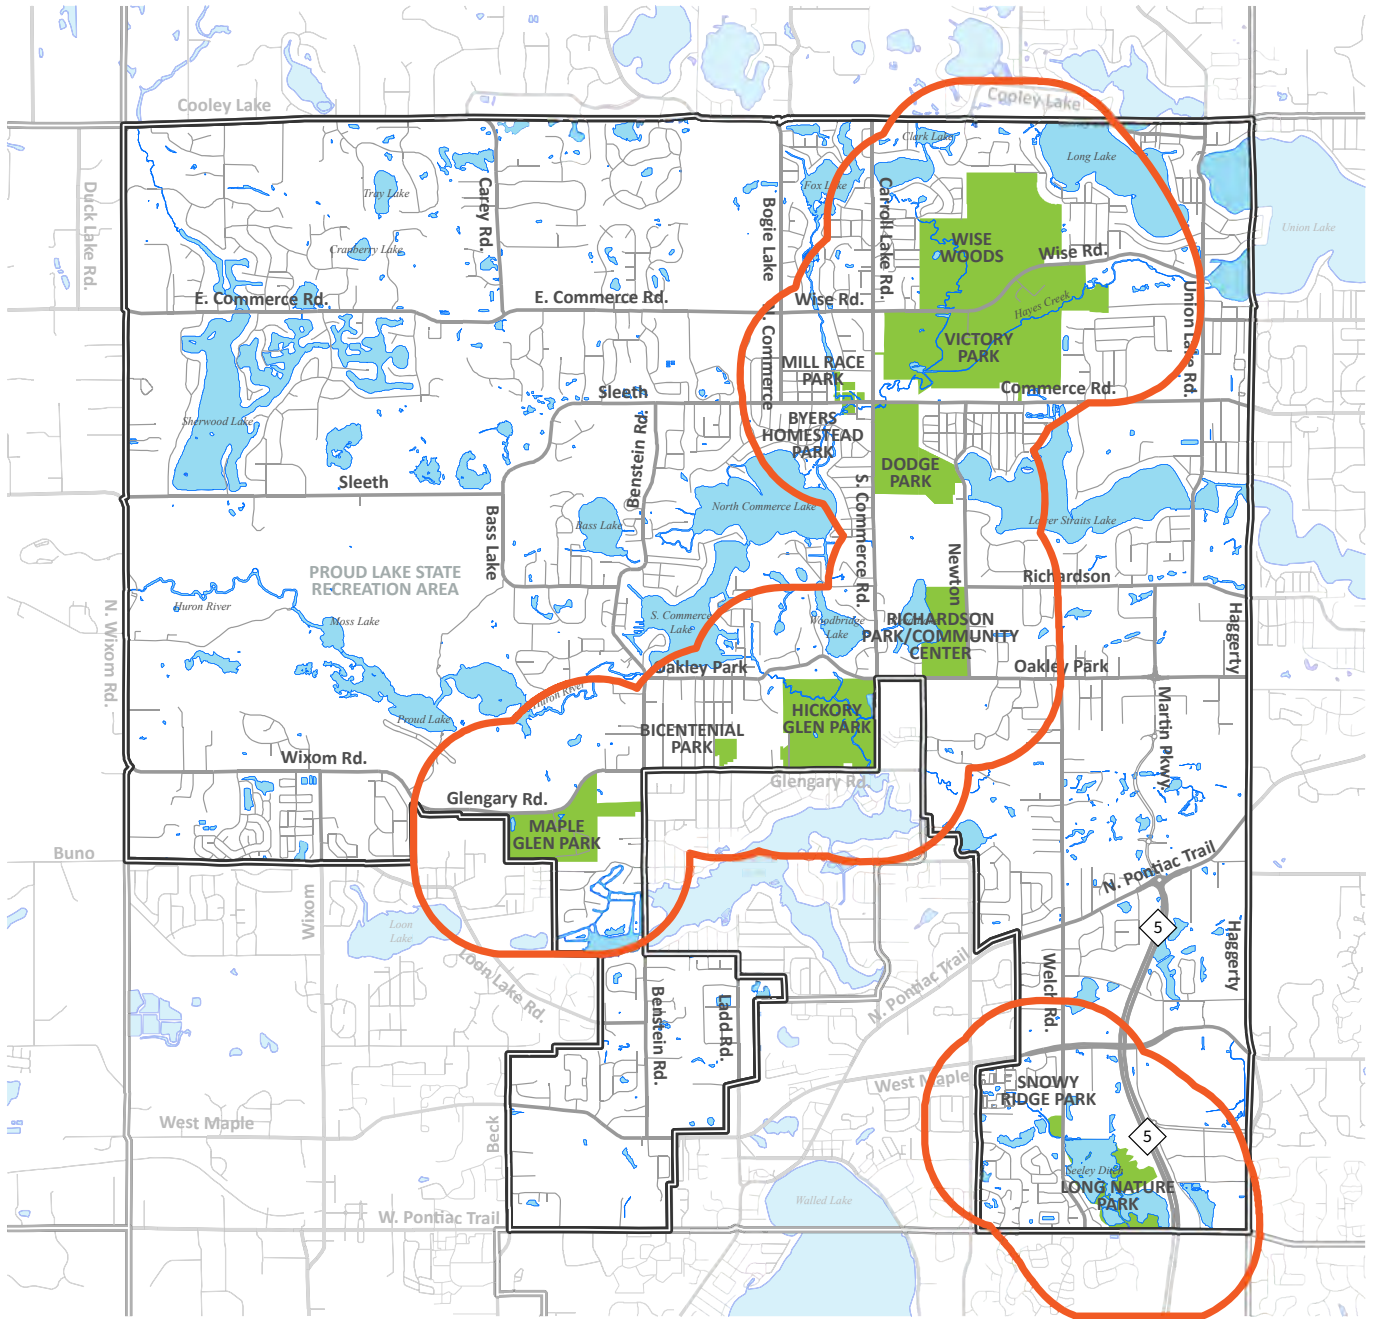 Cooley Lake
Cooley Lake
Clark Lake
Long Lake
Duck Lake Rd.
Tray Lake
Carey Rd.
Fox Lake
Carroll Lake Rd.
Bogie Lake
Union Lake
Cranberry Lake
WISE
WOODS
Wise Rd.
E. Commerce Rd.
E. Commerce Rd.
Wise Rd.
Hayes Creek
Union Lake Rd.
N. Commerce
VICTORY
PARK
MILL RACE
PARK
Sleeth
Commerce Rd.
Sherwood Lake
BYERS
HOMESTEAD
PARK
Benstein Rd.
DODGE
PARK
Sleeth
Bass Lake
Bass Lake
North Commerce Lake
S. Commerce Rd.
Lower Straits Lake
Newton
PROUD LAKE STATE
RECREATION AREA
Richardson
Huron River
Moss Lake
N. Wixom Rd.
S. Commerce
Lake
Woodbridge
Lake
RICHARDSON
PARK/COMMUNITY
CENTER
Haggerty
Oakley Park
Oakley Park
Huron River
Proud Lake
HICKORY
GLEN PARK
BICENTENIAL
PARK
Martin Pkwy.
Wixom Rd.
Glengary Rd.
Glengary Rd.
MAPLE
GLEN PARK
Buno
N. Pontiac Trail
Wixom
Loon
Lake
5
Haggerty
Loon Lake Rd.
N. Pontiac Trail
Welch Rd.
Benstein Rd.
Ladd Rd.
West Maple
SNOWY
RIDGE PARK
West Maple
Beck
5
Seeley Ditch
LONG NATURE
PARK
Walled Lake
W. Pontiac Trail